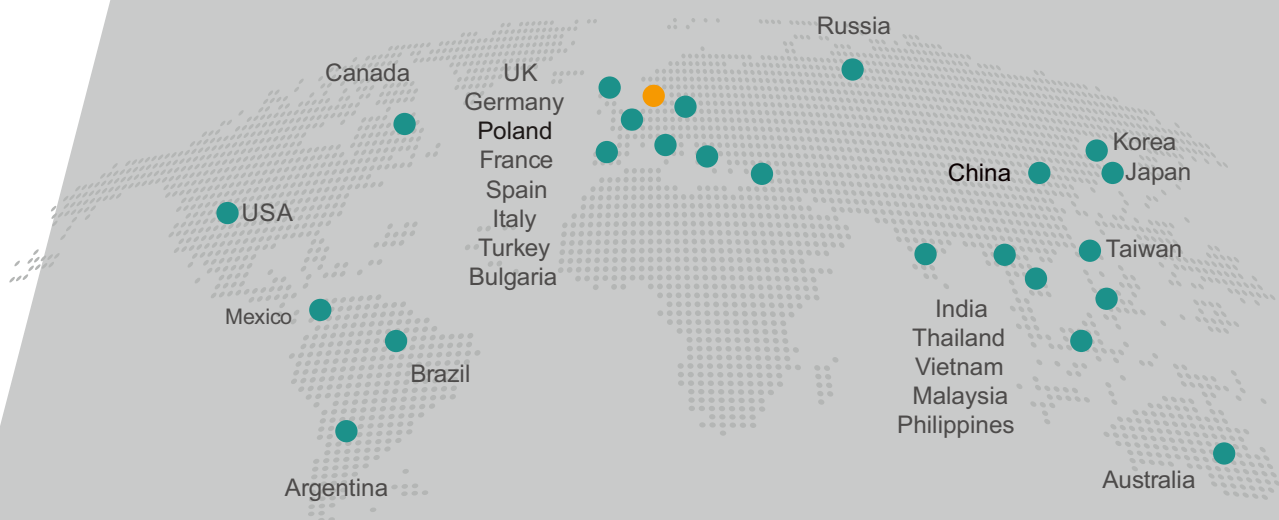 Russia
Canada
UK
Germany
Poland
France
Spain
Italy
Turkey
Bulgaria
Korea
China
Japan
USA
Taiwan
Mexico
India
Thailand
Vietnam
Malaysia
Philippines
Brazil
Argentina
Australia